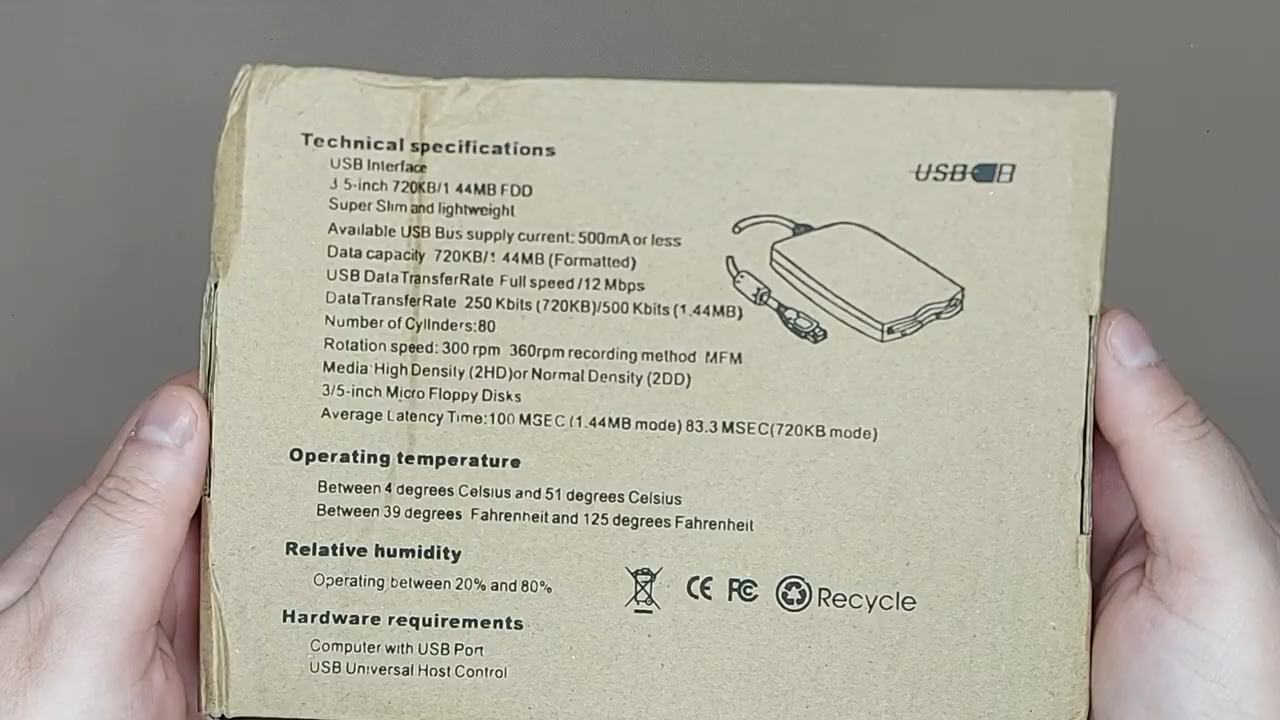 Technical specifications
USB Interface
3 5-inch 720KB/1 44MB FDD
Super Slim and lightweight
Available USB Bus supply current: 500mA or less
Data capacity 720KB/1 44MB (Formatted)
USB DataTransferRate Full speed /12 Mbps
DataTransferRate 250 Kbits (720KB)/500 Kbits (1.44MB)
Number of Cylinders:80
Rotation speed: 300 rpm 360rpm recording method MFM
Media High Density (2HD)or Normal Density (2DD)
3/5-inch Micro Floppy Disks
Average Latency Time:100 MSEC (1.44MB mode) 83.3 MSEC(720KB mode)
USB
Operating temperature
Between 4 degrees Celsius and 51 degrees Celsius
Between 39 degrees Fahrenheit and 125 degrees Fahrenheit
Relative humidity
Operating between 20% and 80%
CE FC Recycle
Hardware requirements
Computer with USB Port
USB Universal Host Control